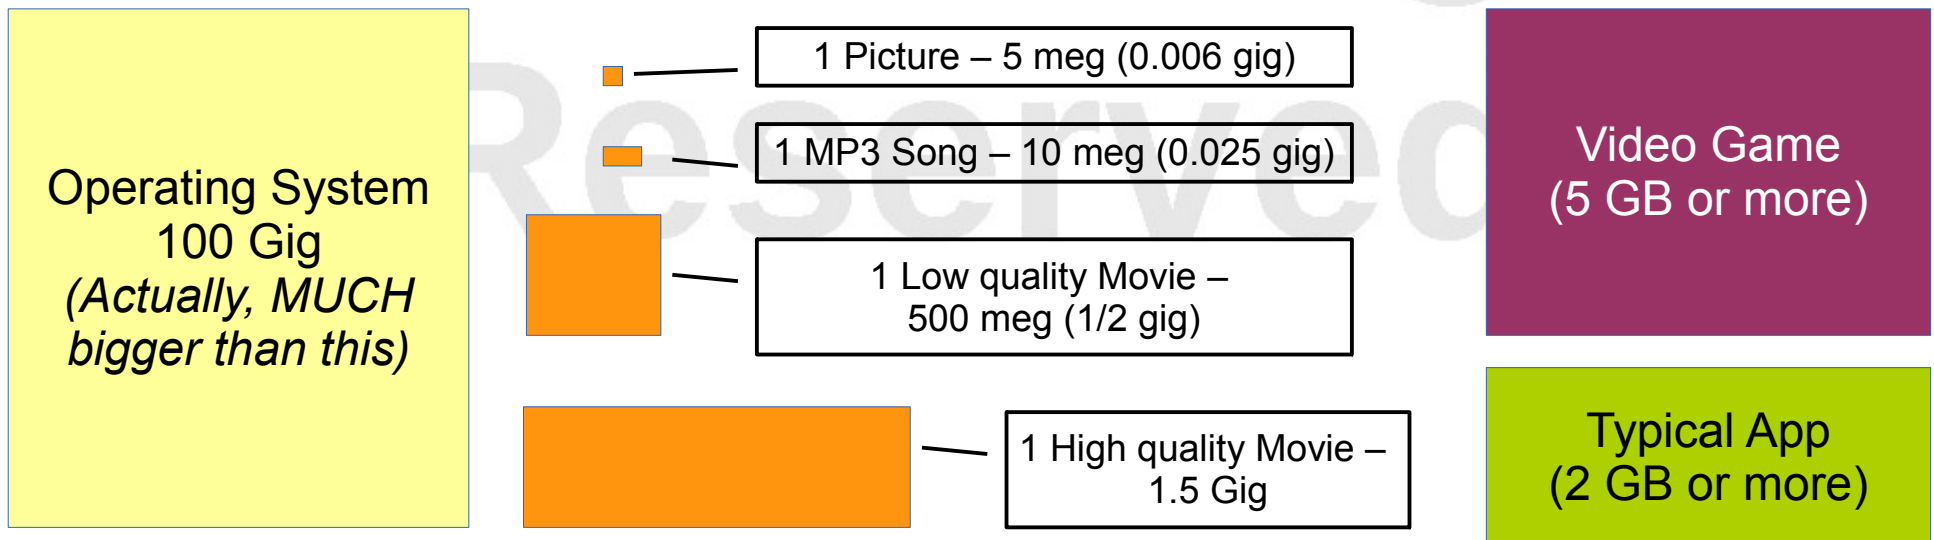 Operating System
100 Gig
(Actually, MUCH
bigger than this)
1 Picture – 5 meg (0.006 gig)
1 MP3 Song – 10 meg (0.025 gig)
1 Low quality Movie –
500 meg (1/2 gig)
1 High quality Movie –
1.5 Gig
Video Game
(5 GB or more)
Typical App
(2 GB or more)
Reserved